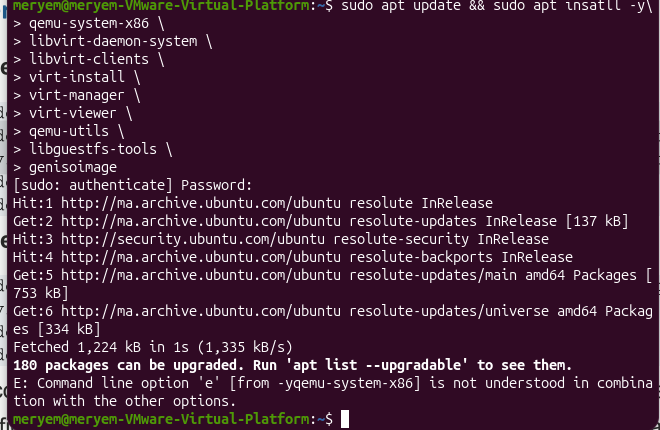 meryem@meryem-VMware-Virtual-Platform:~$ sudo apt update && sudo apt insatll -y\
> qemu-system-x86 \
> libvirt-daemon-system \
> libvirt-clients \
> virt-install \
> virt-manager \
> virt-viewer \
> qemu-utils \
> libguestfs-tools \
> genisoimage
[sudo: authenticate] Password:
Hit:1 http://ma.archive.ubuntu.com/ubuntu resolute InRelease
Get:2 http://ma.archive.ubuntu.com/ubuntu resolute-updates InRelease [137 kB]
Hit:3 http://security.ubuntu.com/ubuntu resolute-security InRelease
Hit:4 http://ma.archive.ubuntu.com/ubuntu resolute-backports InRelease
Get:5 http://ma.archive.ubuntu.com/ubuntu resolute-updates/main amd64 Packages [
753 kB]
Get:6 http://ma.archive.ubuntu.com/ubuntu resolute-updates/universe amd64 Packag
es [334 kB]
Fetched 1,224 kB in 1s (1,335 kB/s)
180 packages can be upgraded. Run 'apt list --upgradable' to see them.
E: Command line option 'e' [from -yqemu-system-x86] is not understood in combina
tion with the other options.
meryem@meryem-VMware-Virtual-Platform:~$